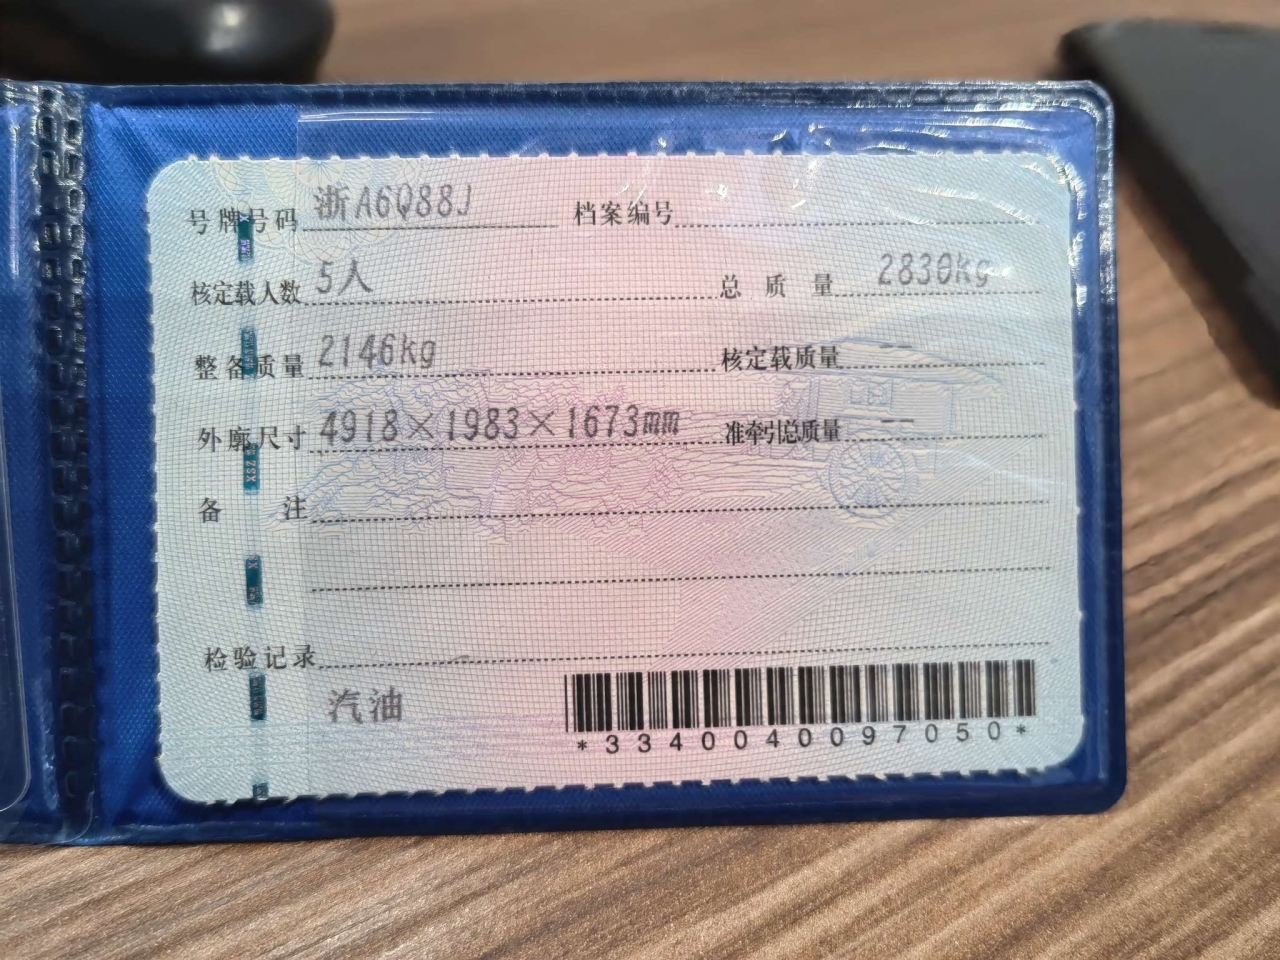 号牌号码 浙A6Q88J 档案编号
核定载人数 5人 总质量 2830kg
整备质量 2146kg 核定载质量 --
外廓尺寸 4918×1983×1673mm 准牵引总质量 --
备注
检验记录
汽油
*3340040097050*